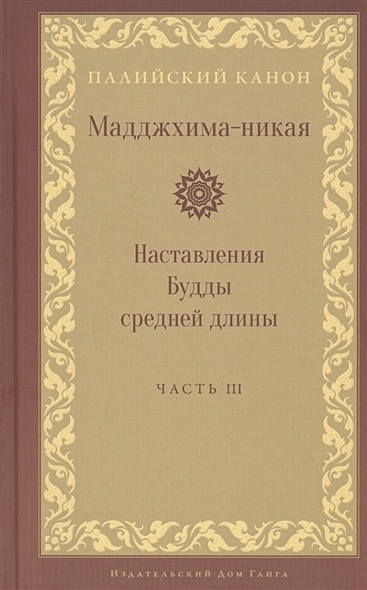 ПАЛИЙСКИЙ КАНОН
Мадджхима-никая
Наставления
Будды
средней длины
ЧАСТЬ III
Издательский Дом Ганга